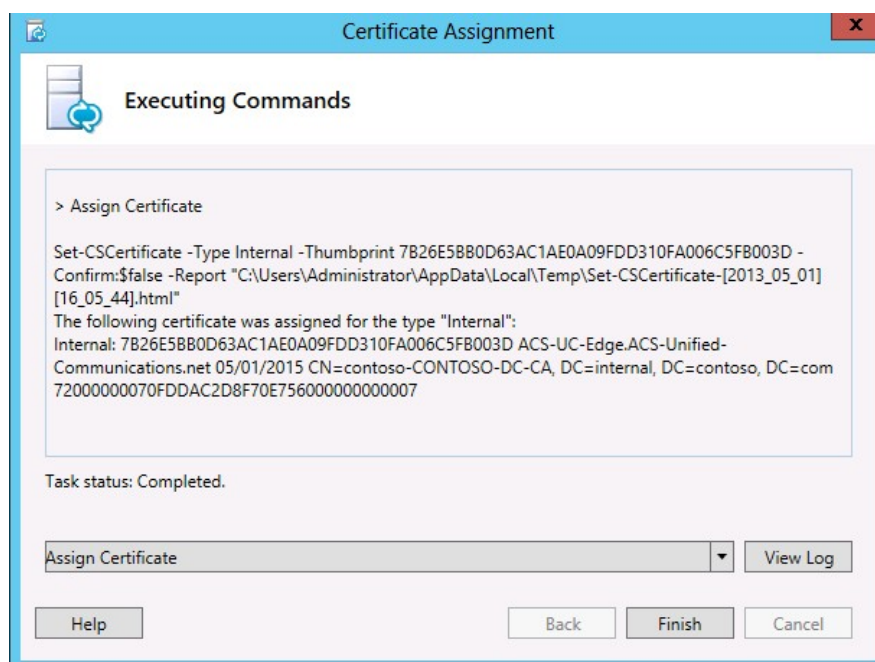 Certificate Assignment
x
Executing Commands
> Assign Certificate
Set-CSCertificate -Type Internal -Thumbprint 7B26E5BB0D63AC1AE0A09FDD310FA006C5FB003D -
Confirm:$false -Report "C:\Users\Administrator\AppData\Local\Temp\Set-CSCertificate-[2013_05_01]
[16_05_44].html"
The following certificate was assigned for the type "Internal":
Internal: 7B26E5BB0D63AC1AE0A09FDD310FA006C5FB003D ACS-UC-Edge.ACS-Unified-
Communications.net 05/01/2015 CN=contoso-CONTOSO-DC-CA, DC=internal, DC=contoso, DC=com
72000000070FDDAC2D8F70E756000000000007
Task status: Completed.
Assign Certificate
View Log
Help
Back
Finish
Cancel